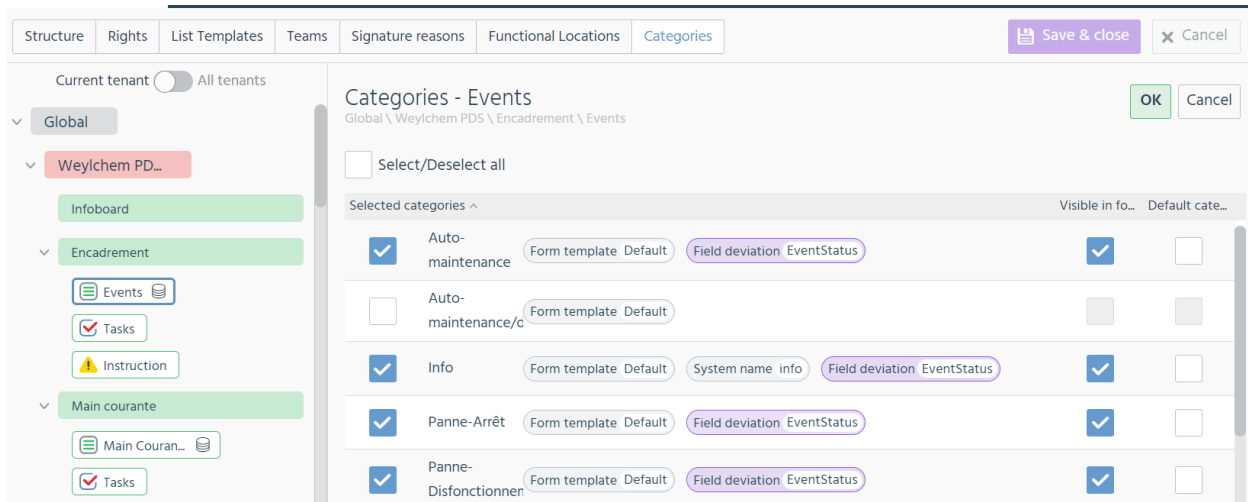 Structure Rights List Templates Teams Signature reasons Functional Locations Categories Save & close Cancel
Current tenant All tenants
Global
Weylchem PD...
Infoboard
Encadrement
Events
Tasks
Instruction
Main courante
Main Couran...
Tasks
Categories - Events
Global \ Weylchem PDS \ Encadrement \ Events
OK Cancel
Select/Deselect all
Selected categories Visible in fo... Default cate...
Auto-
maintenance Form template Default Field deviation EventStatus
Auto-
maintenance/d Form template Default
Info Form template Default System name info Field deviation EventStatus
Panne-Arrêt Form template Default Field deviation EventStatus
Panne-
Disfonctionnen Form template Default Field deviation EventStatus